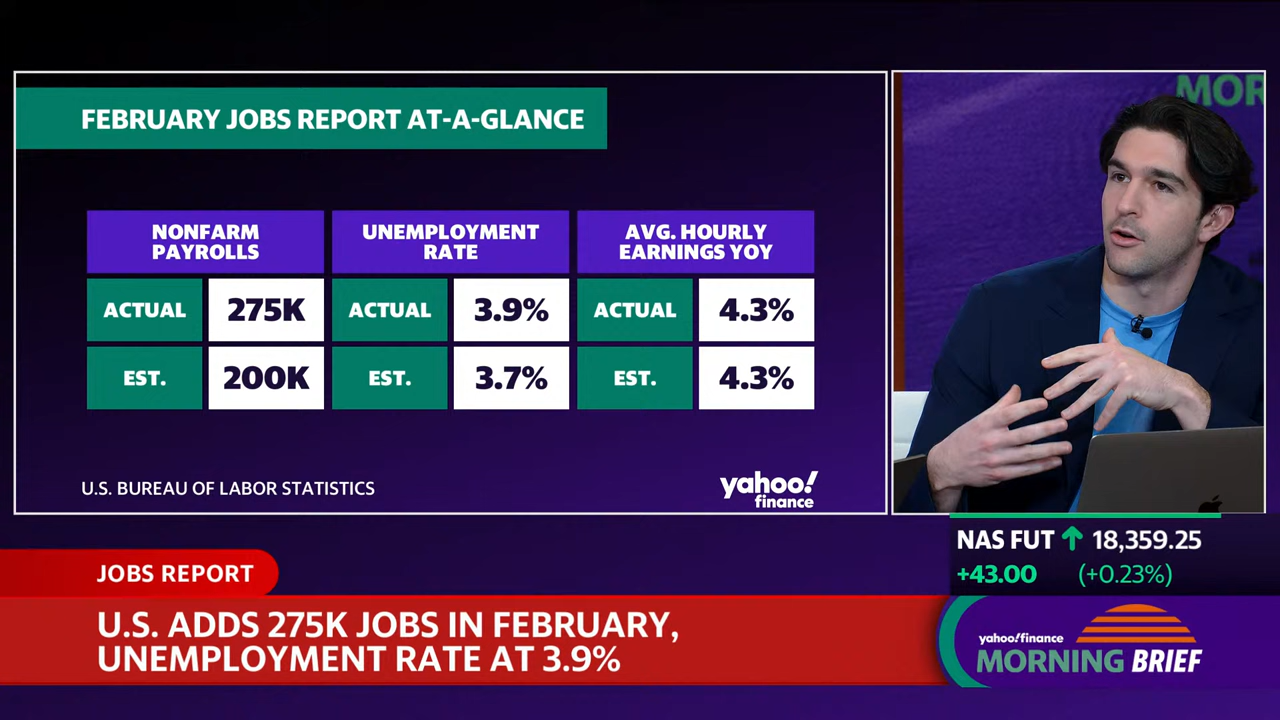 FEBRUARY JOBS REPORT AT-A-GLANCE
NONFARM
PAYROLLS
UNEMPLOYMENT
RATE
AVG. HOURLY
EARNINGS YOY
ACTUAL
275K
ACTUAL
3.9%
ACTUAL
4.3%
EST.
200K
EST.
3.7%
EST.
4.3%
U.S. BUREAU OF LABOR STATISTICS
yahoo!
finance
MOR
NAS FUT 18,359.25
+43.00 (+0.23%)
JOBS REPORT
U.S. ADDS 275K JOBS IN FEBRUARY,
UNEMPLOYMENT RATE AT 3.9%
yahoo!finance
MORNING BRIEF